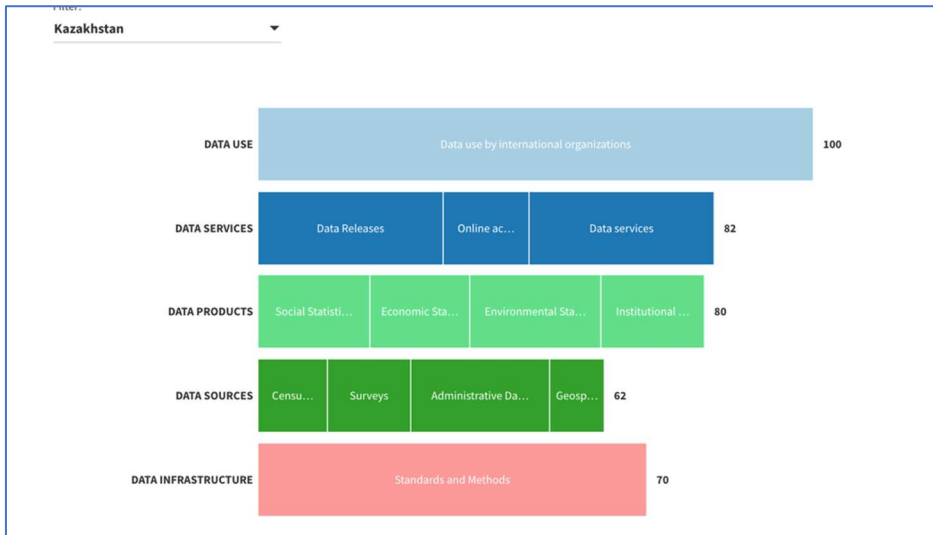 Filter:
Kazakhstan
DATA USE Data use by international organizations 100
DATA SERVICES Data Releases Online ac... Data services 82
DATA PRODUCTS Social Statisti... Economic Sta... Environmental Sta... Institutional ... 80
DATA SOURCES Censu... Surveys Administrative Da... Geosp... 62
DATA INFRASTRUCTURE Standards and Methods 70